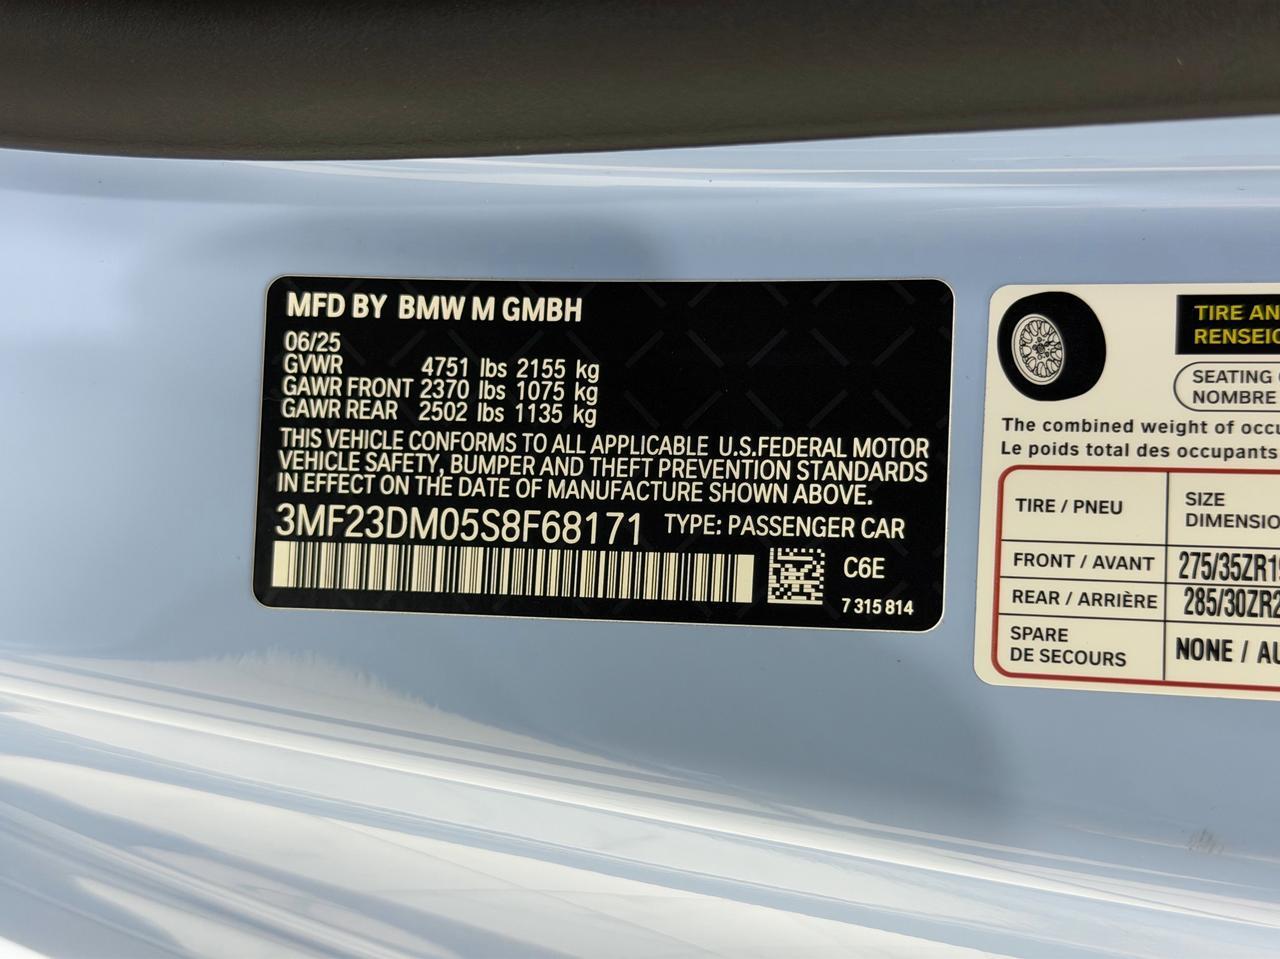 MFD BY BMW M GMBH
06/25
GVWR 4751 lbs 2155 kg
GAWR FRONT 2370 lbs 1075 kg
GAWR REAR 2502 lbs 1135 kg
THIS VEHICLE CONFORMS TO ALL APPLICABLE U.S.FEDERAL MOTOR
VEHICLE SAFETY, BUMPER AND THEFT PREVENTION STANDARDS
IN EFFECT ON THE DATE OF MANUFACTURE SHOWN ABOVE.
3MF23DM05S8F68171 TYPE: PASSENGER CAR
C6E
7 315 814
TIRE
SEATING
NOMBRE
The combined weight of
Le poids total des occupants
TIRE / PNEU SIZE
FRONT / AVANT
REAR / ARRIÈRE
SPARE
DE SECOURS NONE /